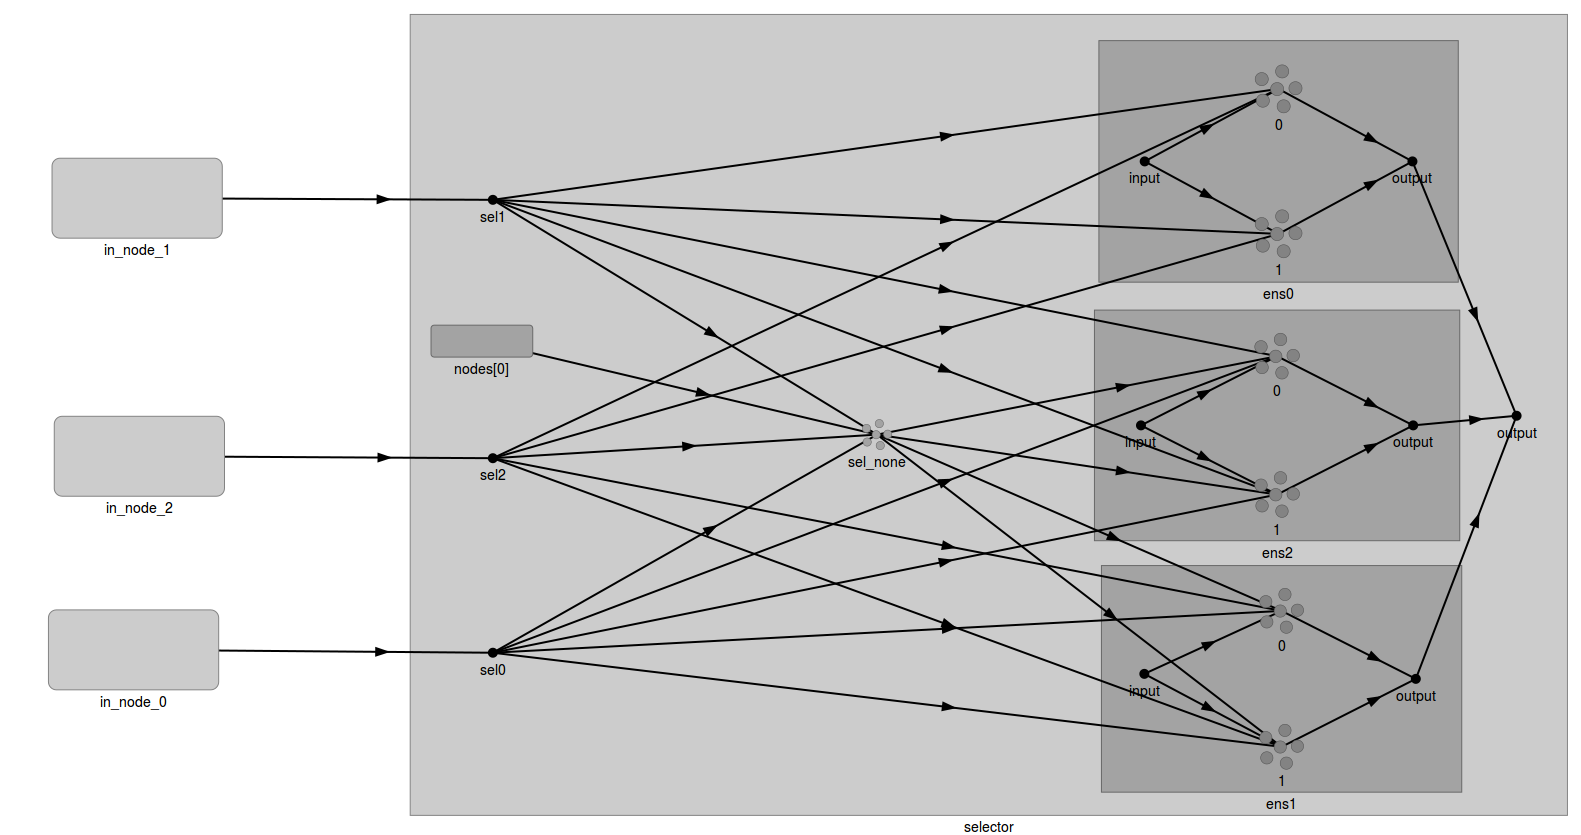 0
input
output
sel1
in_node_1
1
ens0
nodes[0]
0
output
input
output
sel_none
sel2
in_node_2
1
ens2
0
sel0
input
output
in_node_0
1
ens1
selector